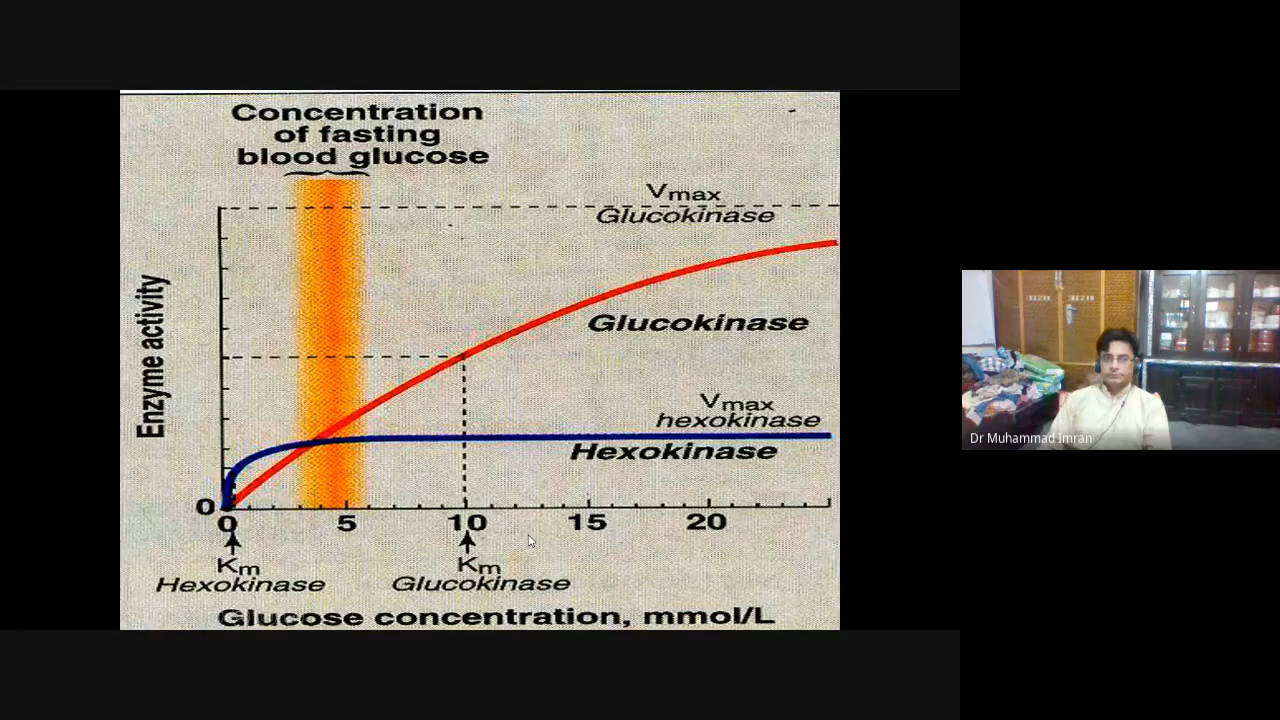 Concentration
of fasting
blood glucose
Vmax
Glucokinase
Enzyme activity
Glucokinase
Vmax
hexokinase
Hexokinase
0
0 5 10 15 20
Km
Hexokinase
Km
Glucokinase
Glucose concentration, mmol/L
Dr Muhammad Imran